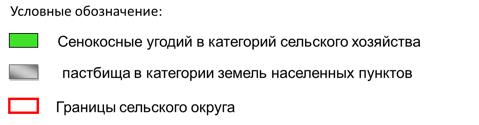 Условные обозначение:
Сенокосные угодий в категорий сельского хозяйства
пастбища в категории земель населенных пунктов
Границы сельского округа